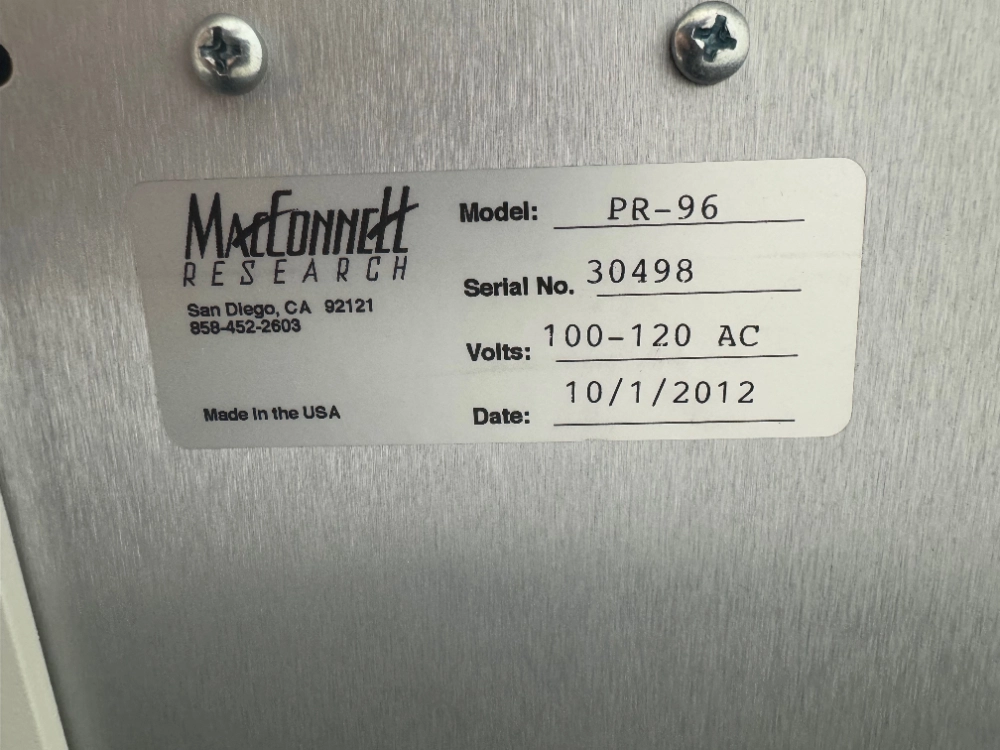 MacConnell
RESEARCH
San Diego, CA 92121
858-452-2603
Made in the USA
Model: PR-96
Serial No. 30498
Volts: 100-120 AC
Date: 10/1/2012